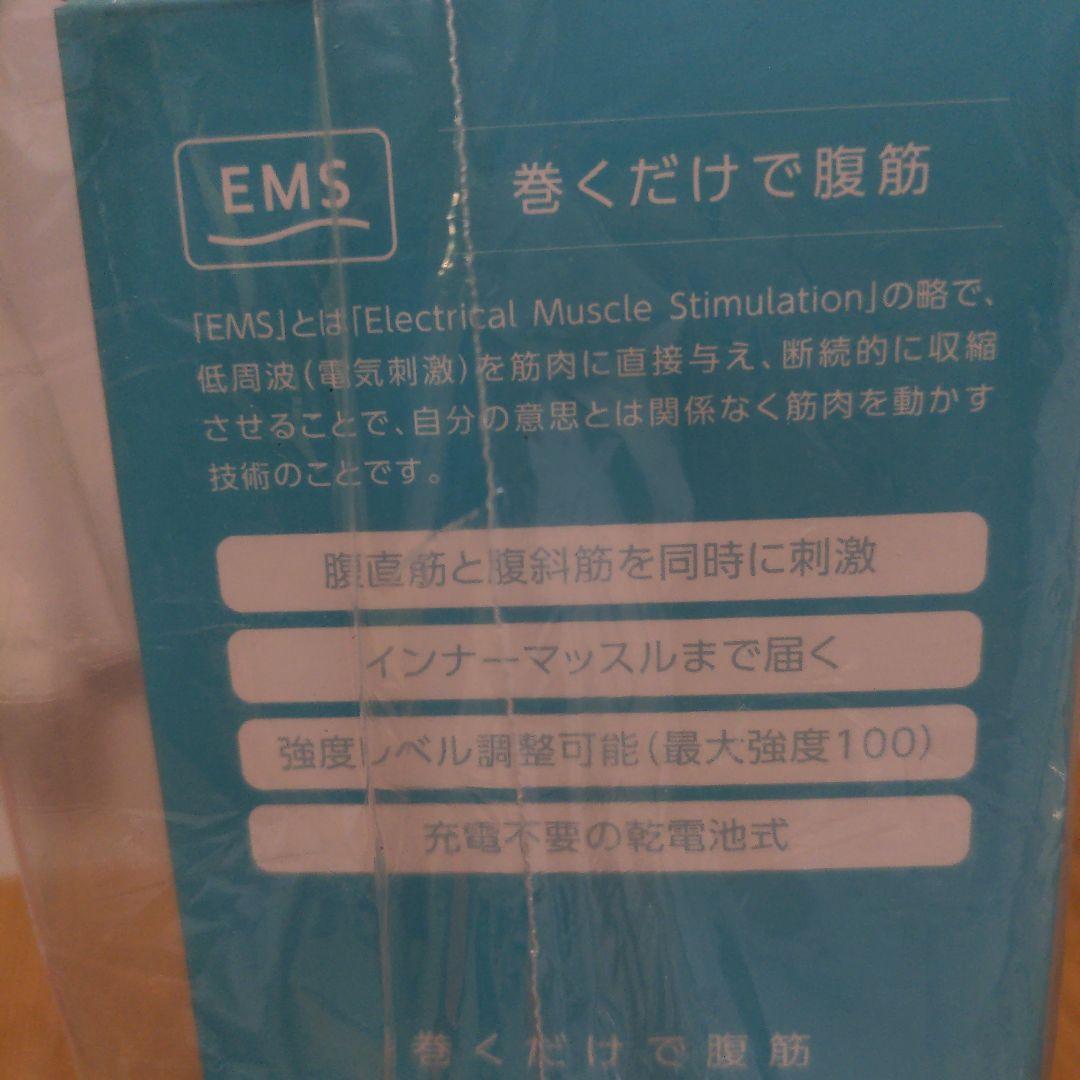 EMS
巻くだけで腹筋
「EMS」とは「Electrical Muscle Stimulation」の略で、
低周波(電気刺激)を筋肉に直接与え、断続的に収縮
させることで、自分の意思とは関係なく筋肉を動かす
技術のことです。
腹直筋と腹斜筋を同時に刺激
インナーマッスルまで届く
強度レベル調整可能(最大強度100)
充電不要の乾電池式
巻くだけで腹筋